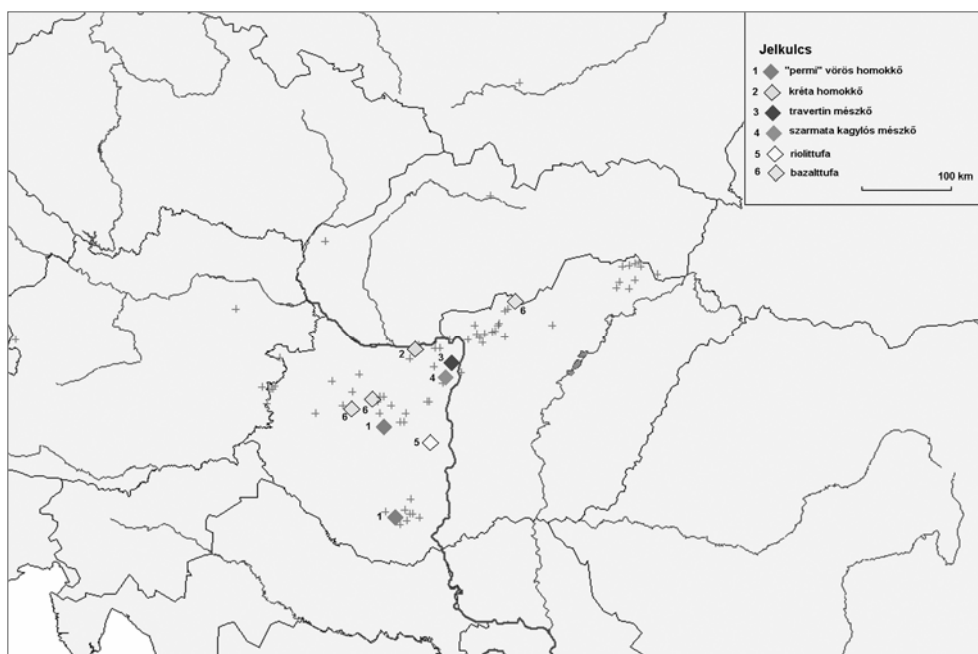 Jelkulcs
1 "permi" vörös homokkő
2 kréta homokkő
3 travertin mészkő
4 szarmata kagylós mészkő
5 riolittufa
6 bazalttufa
100 km
6
2
3
4
6
6
1
5
1